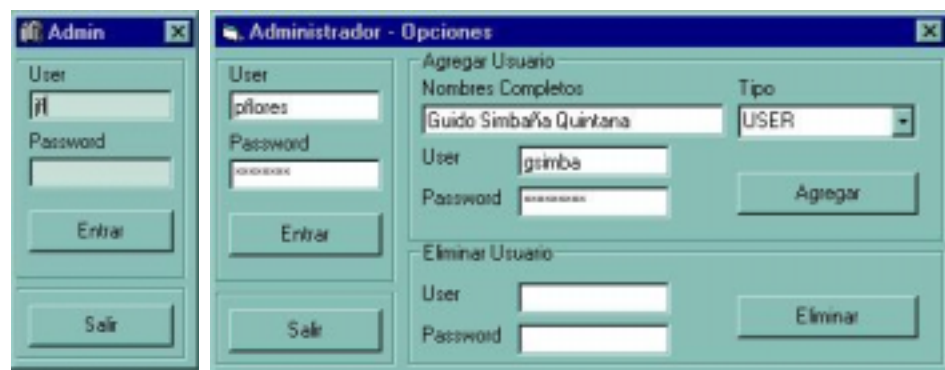 Admin
User
Password
Entrar
Salir
Administrador - Opciones
User
pflores
Password
********
Entrar
Salir
Agregar Usuario
Nombres Completos
Guido Simbaña Quintana
Tipo
USER
User
gsimba
Password
Agregar
Eliminar Usuario
User
Password
Eliminar